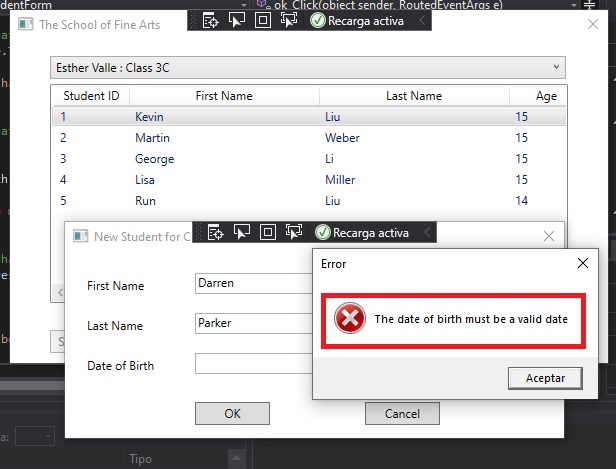 dentForm
ok_Click(object sender, RoutedEventArgs e)
The School of Fine Arts
Recarga activa
Esther Valle : Class 3C
Student ID First Name Last Name Age
1 Kevin Liu 15
2 Martin Weber 15
3 George Li 15
4 Lisa Miller 15
5 Run Liu 14
New Student for C
Recarga activa
Error
First Name Darren
The date of birth must be a valid date
Last Name Parker
Date of Birth
Aceptar
OK Cancel
a:
Tipo